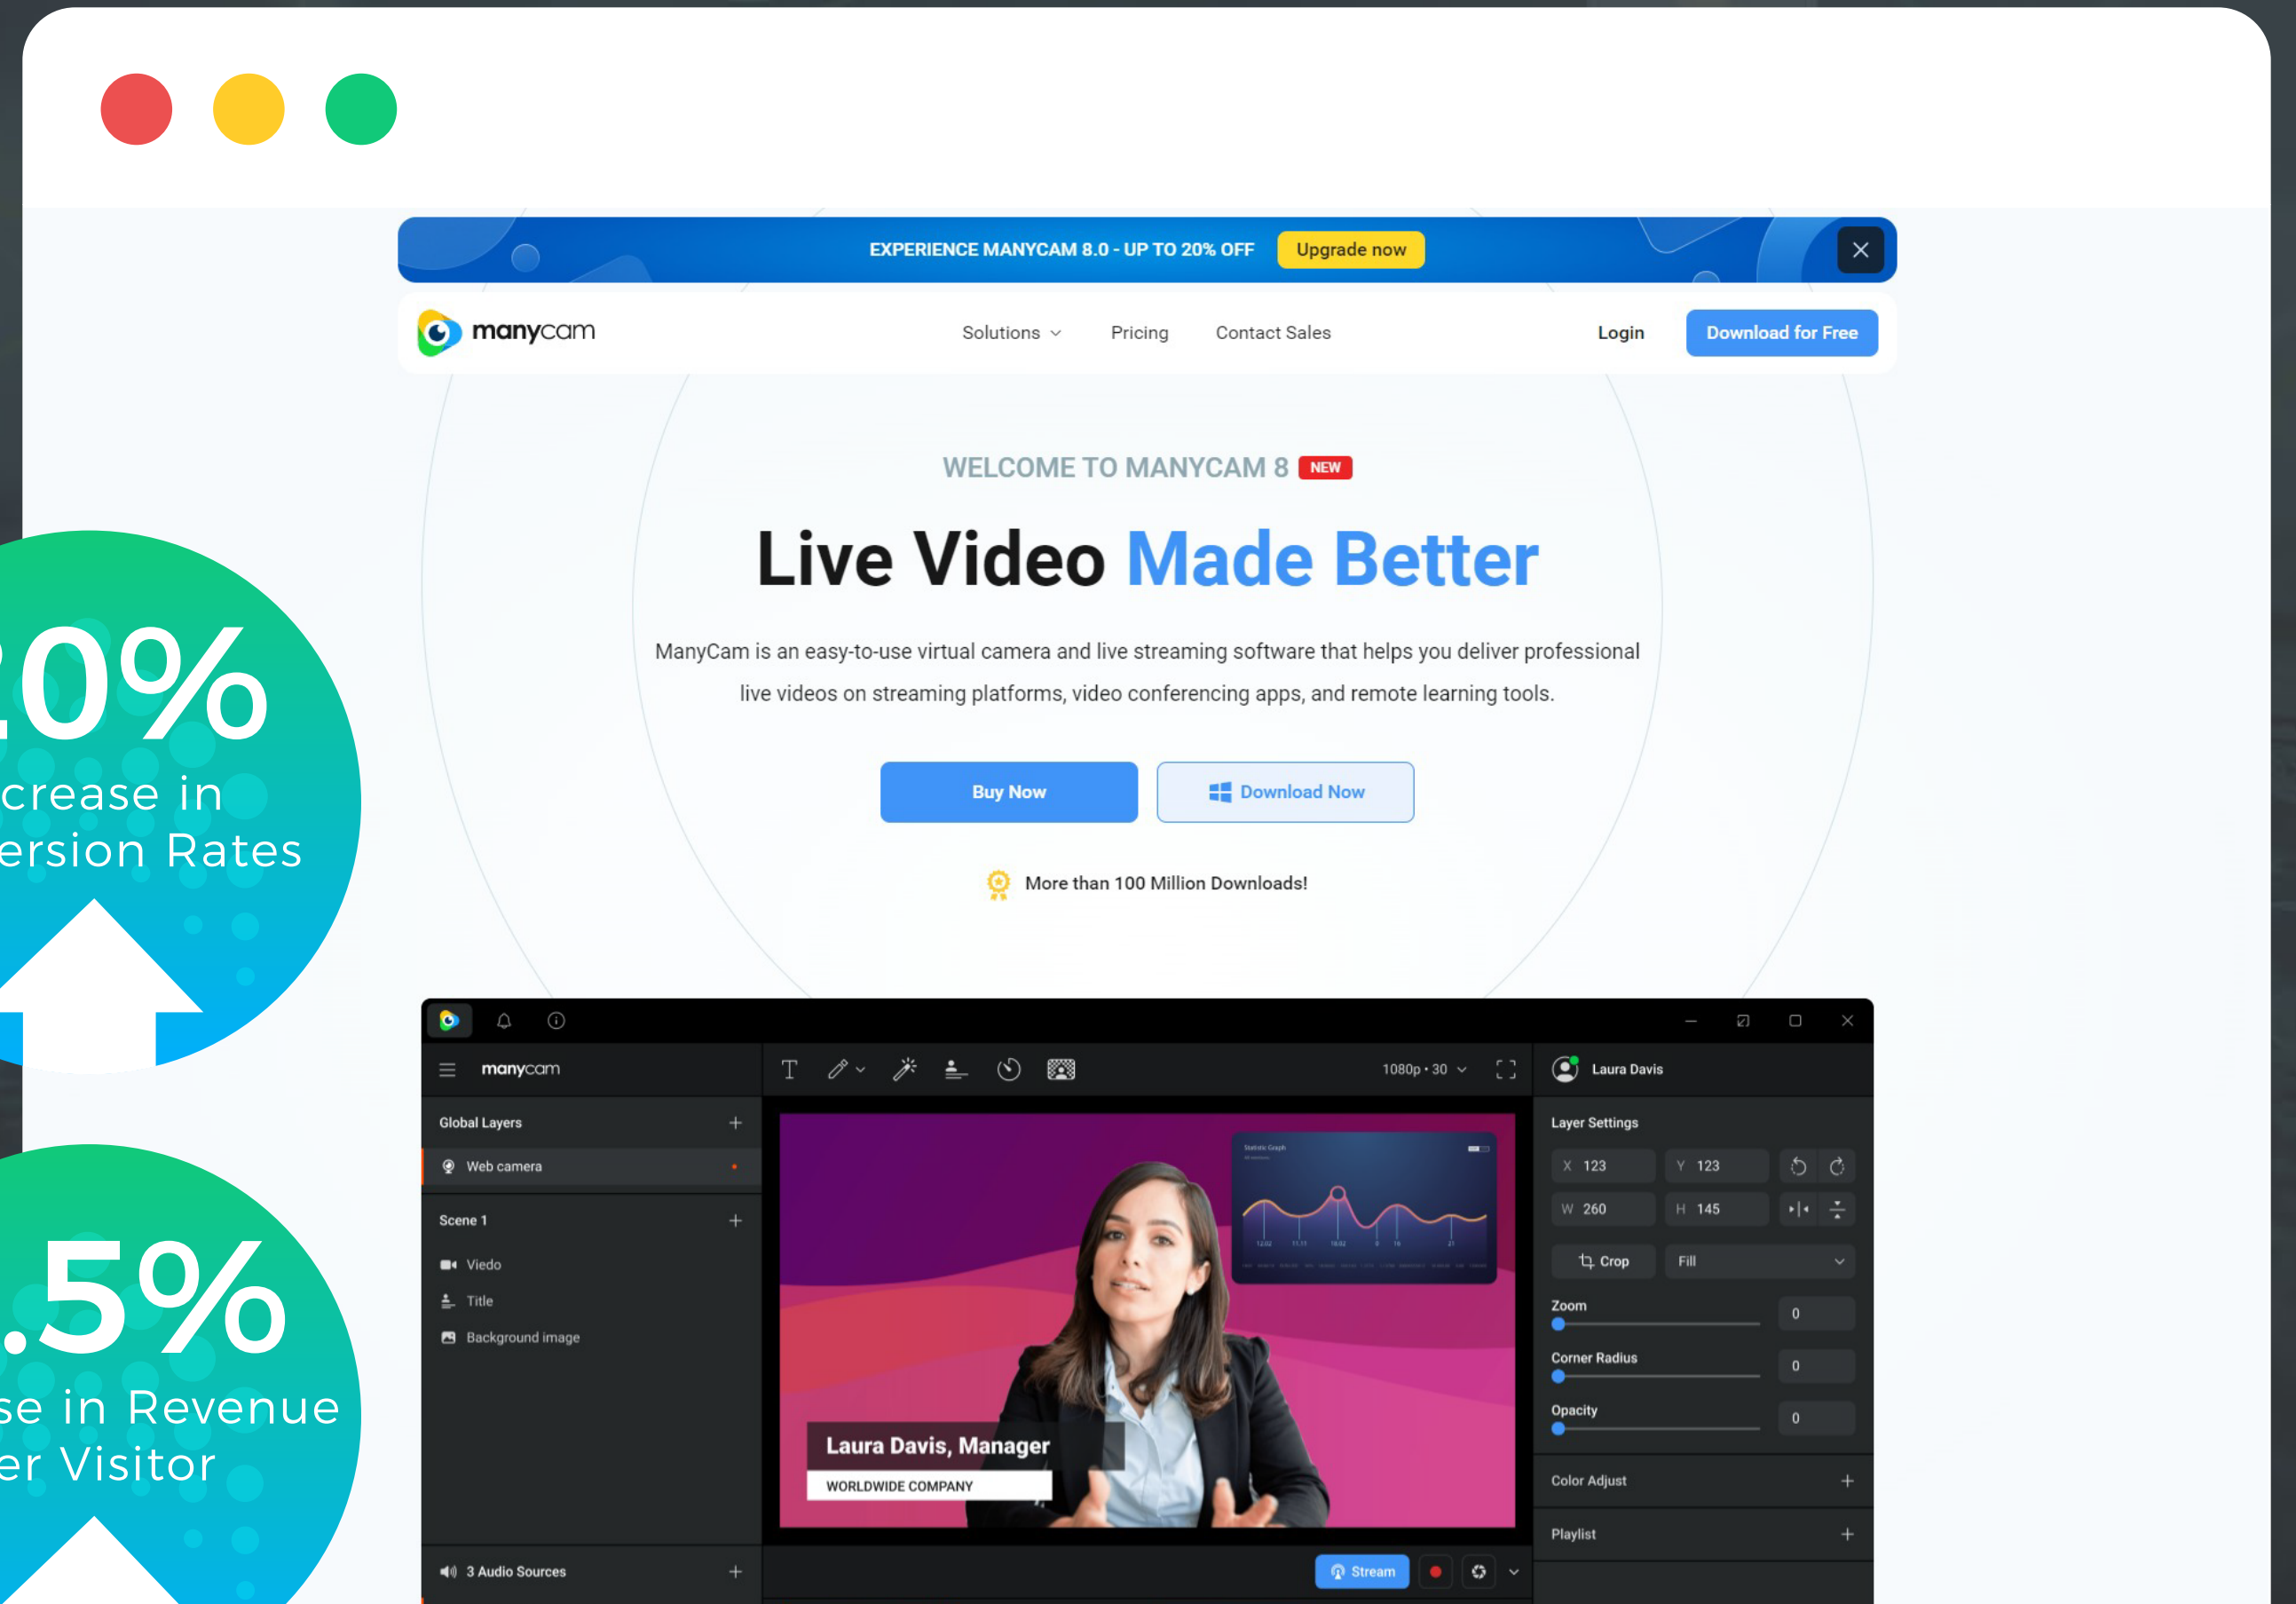 EXPERIENCE MANYCAM 8.0 - UP TO 20% OFF
Upgrade now
manycam
Solutions
Pricing
Contact Sales
Login
Download for Free
WELCOME TO MANYCAM 8 NEW
Live Video Made Better
ManyCam is an easy-to-use virtual camera and live streaming software that helps you deliver professional
live videos on streaming platforms, video conferencing apps, and remote learning tools.
Buy Now
Download Now
More than 100 Million Downloads!
0%
crease in
ersion Rates
.5%
se in Revenue
er Visitor
manycam
1080p • 30
Laura Davis
Global Layers
Web camera
Scene 1
Viedo
Title
Background image
3 Audio Sources
Statistic Graph
Laura Davis, Manager
WORLDWIDE COMPANY
Stream
Layer Settings
X 123
Y 123
W 260
H 145
Crop
Fill
Zoom
0
Corner Radius
0
Opacity
0
Color Adjust
Playlist